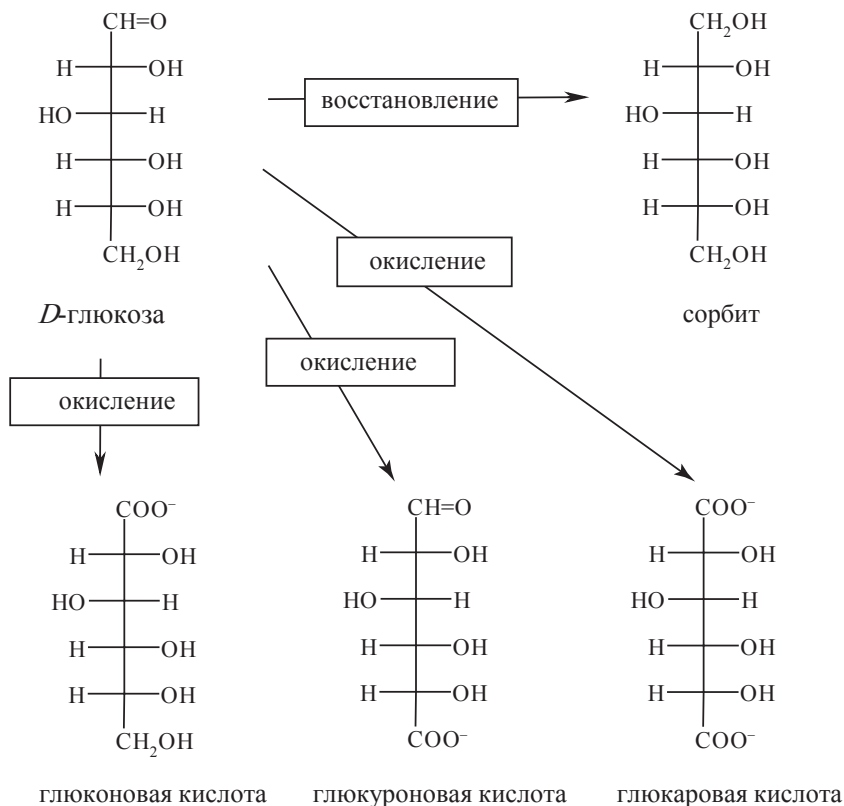 CH=O
CH₂OH
H OH
H OH
восстановление
HO H
HO H
H OH
H OH
H OH
H OH
CH₂OH
CH₂OH
окисление
D-глюкоза
сорбит
окисление
окисление
COO⁻
CH=O
COO⁻
H OH
H OH
H OH
HO H
HO H
HO H
H OH
H OH
H OH
H OH
H OH
H OH
CH₂OH
COO⁻
COO⁻
глюконовая кислота
глюкуроновая кислота
глюкаровая кислота